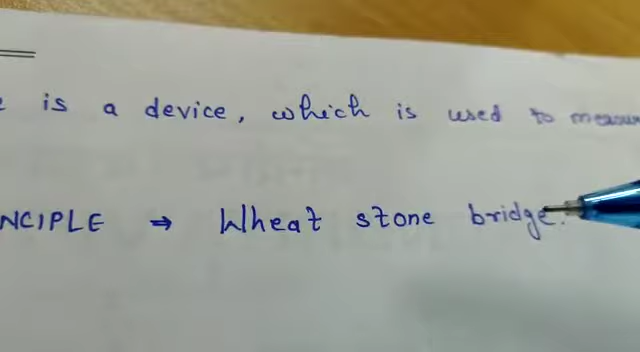 is a device, which is used to
NCIPLE ⇒ Wheat stone bridge.